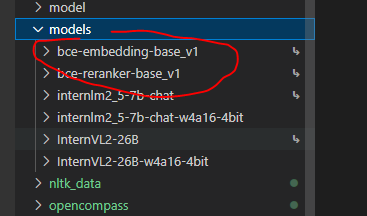 model
models
bce-embedding-base_v1
bce-reranker-base_v1
internlm2_5-7b-chat
internlm2_5-7b-chat-w4a16-4bit
InternVL2-26B
InternVL2-26B-w4a16-4bit
nltk_data
opencompass